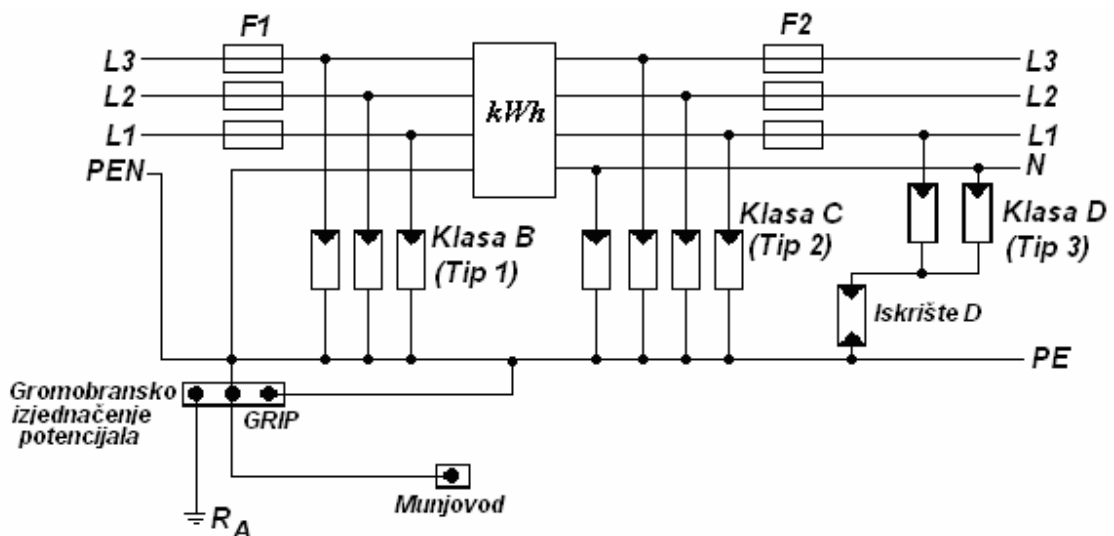 F1
F2
L3
L3
L2
L2
kWh
L1
L1
PEN
N
Klasa B
(Tip 1)
Klasa C
(Tip 2)
Klasa D
(Tip 3)
Iskrište D
PE
Gromobransko
izjednačenje
potencijala
GRIP
Munjovod
RA